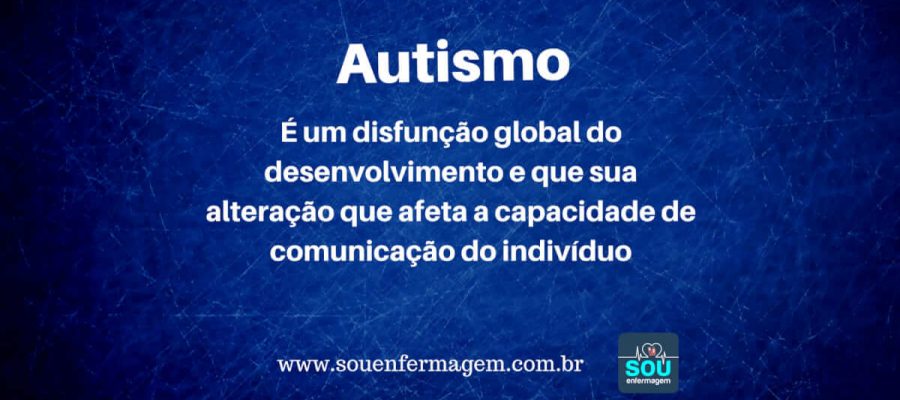 Autismo
É um disfunção global do
desenvolvimento e que sua
alteração que afeta a capacidade de
comunicação do indivíduo
www.souenfermagem.com.br
SOU
enfermagem